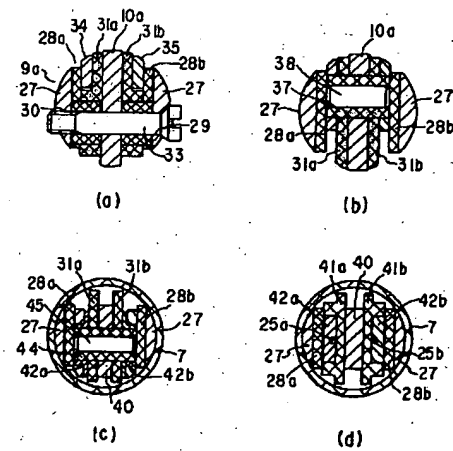 34 31a 10a 31b 35
28a 28b
9a
27 27
30 29
33
(a)
10a
38
37
27 27
28a 28b
31a 31b
(b)
31a 31b
28a 28b
45
27 27
44 7
42a 42b
40
(c)
41a 40 41b
42a 42b
25a 7
27 25b
28a 27
28b
(d)